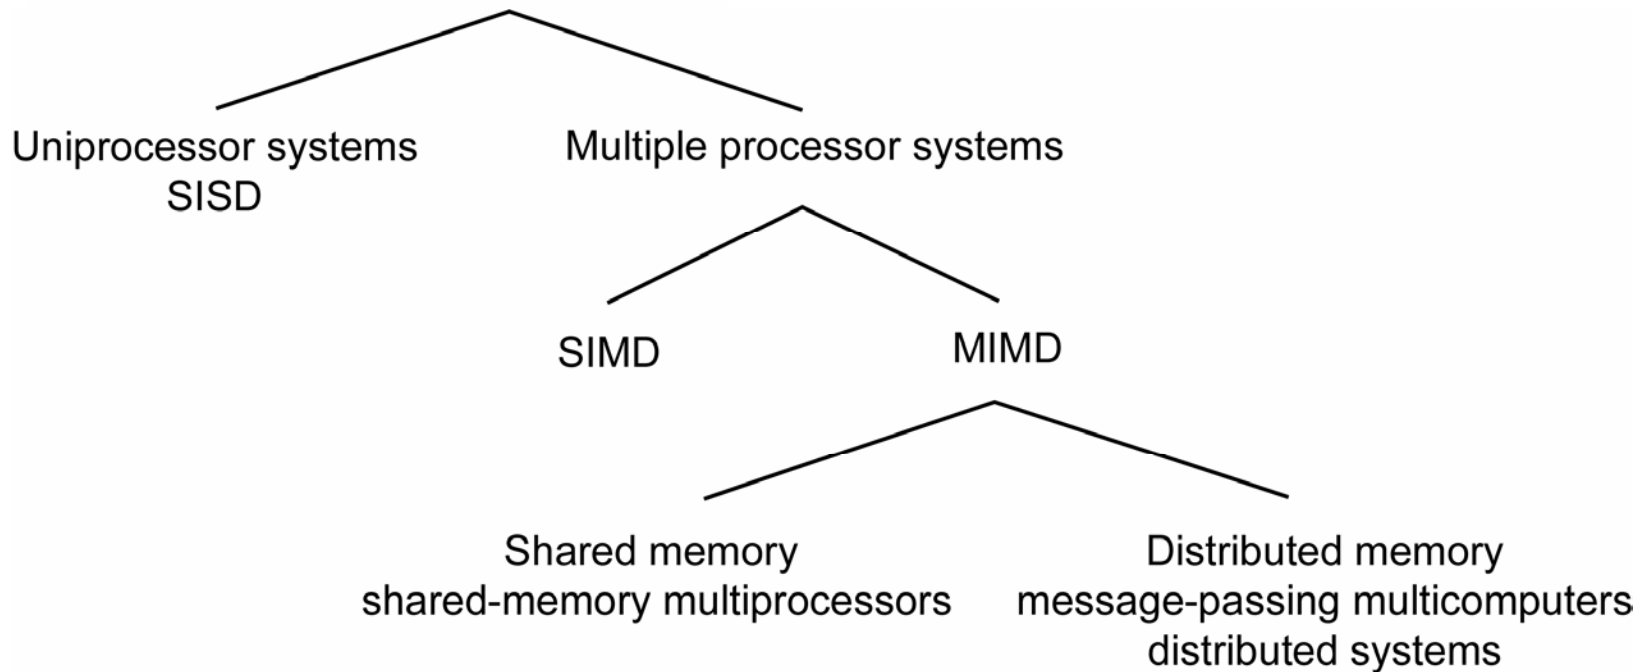 Uniprocessor systems
SISD
Multiple processor systems
SIMD
MIMD
Shared memory
shared-memory multiprocessors
Distributed memory
message-passing multicomputers
distributed systems